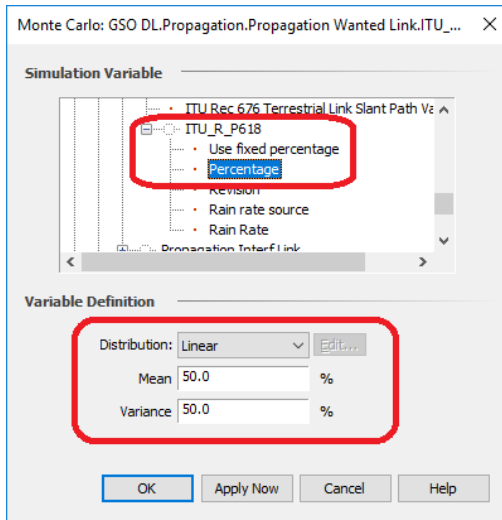 Monte Carlo: GSO DL.Propagation.Propagation Wanted Link.ITU_...
Simulation Variable
ITU Rec 676 Terrestrial Link Slant Path Va
ITU_R_P618
Use fixed percentage
Percentage
Revision
Rain rate source
Rain Rate
Propagation Interf Link
Variable Definition
Distribution: Linear Edit...
Mean 50.0 %
Variance 50.0 %
OK Apply Now Cancel Help